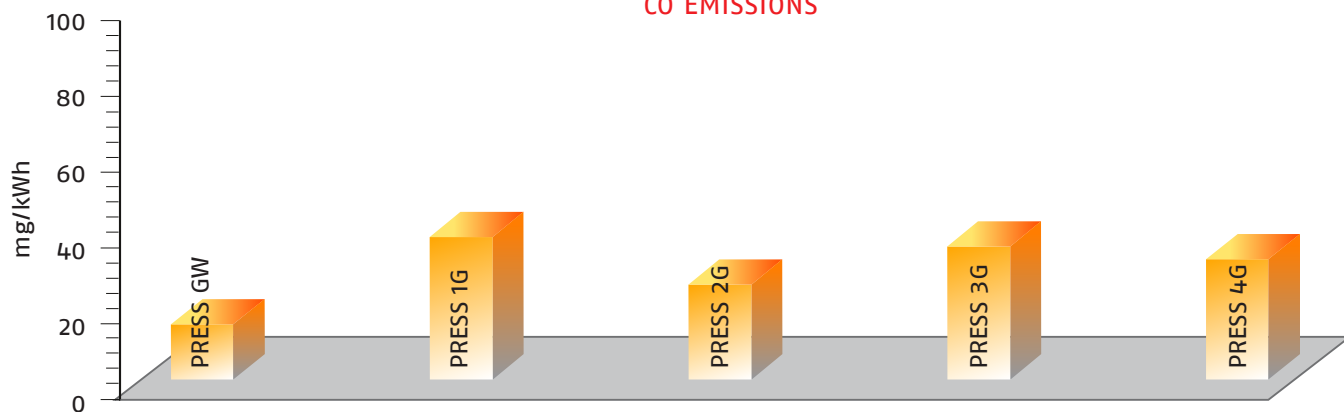 CO EMISSIONS
100
80
60
40
20
0
mg/kWh
PRESS GW
PRESS 1G
PRESS 2G
PRESS 3G
PRESS 4G